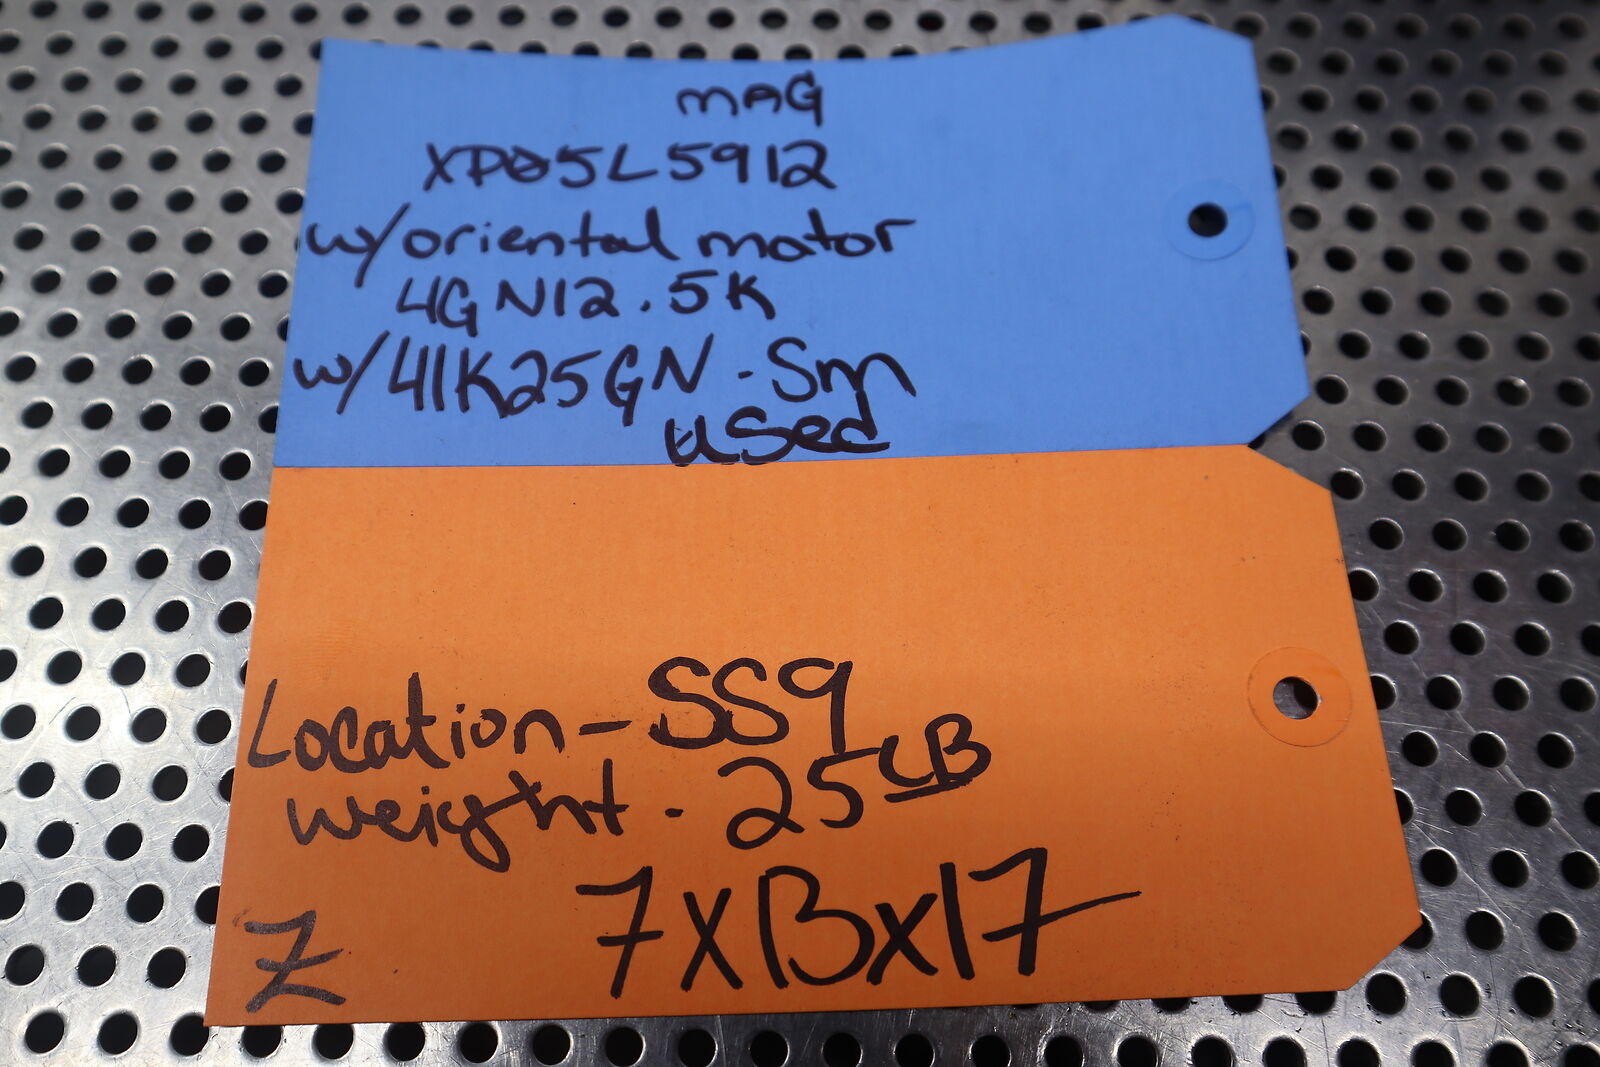 MAG
XP05L5912
w/oriental motor
4GN12.5K
w/41K25GN-Sm
used
Location-SS9
weight-25LB
7x13x17
Z